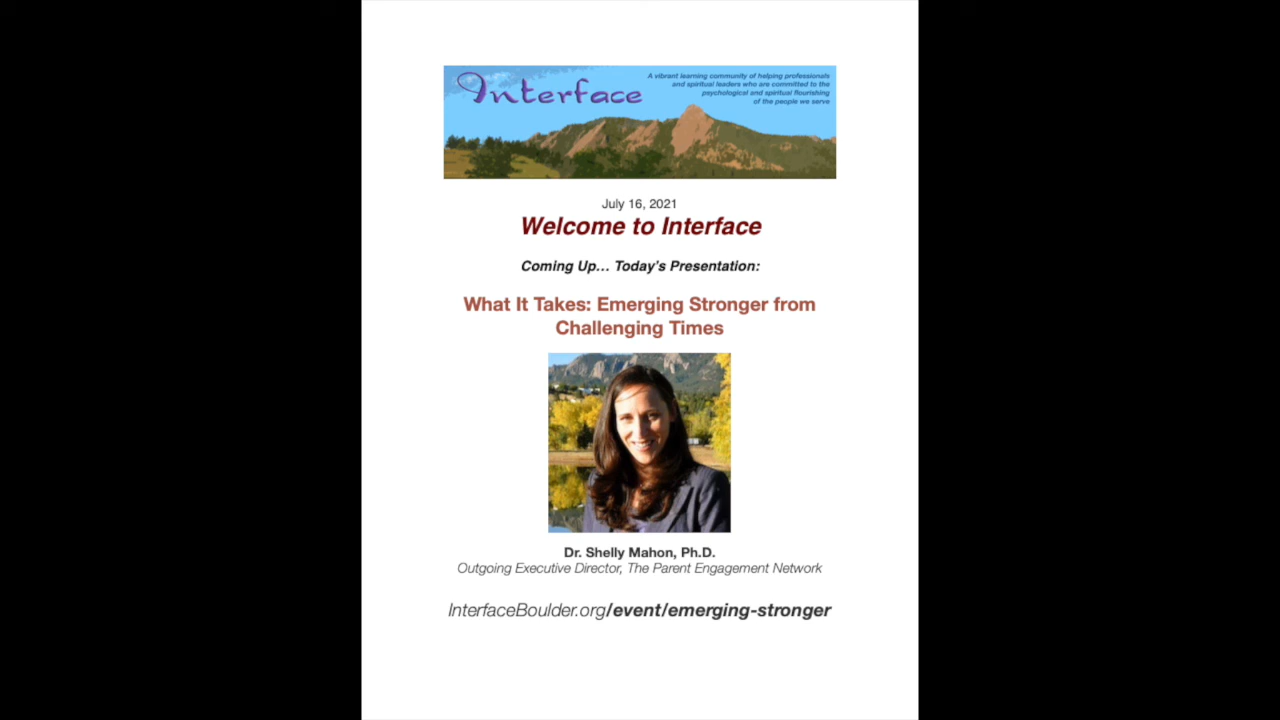 Interface
A vibrant learning community of helping professionals
and spiritual leaders who are committed to the
psychological and spiritual flourishing
of the people we serve
July 16, 2021
Welcome to Interface
Coming Up... Today's Presentation:
What It Takes: Emerging Stronger from
Challenging Times
Dr. Shelly Mahon, Ph.D.
Outgoing Executive Director, The Parent Engagement Network
InterfaceBoulder.org/event/emerging-stronger